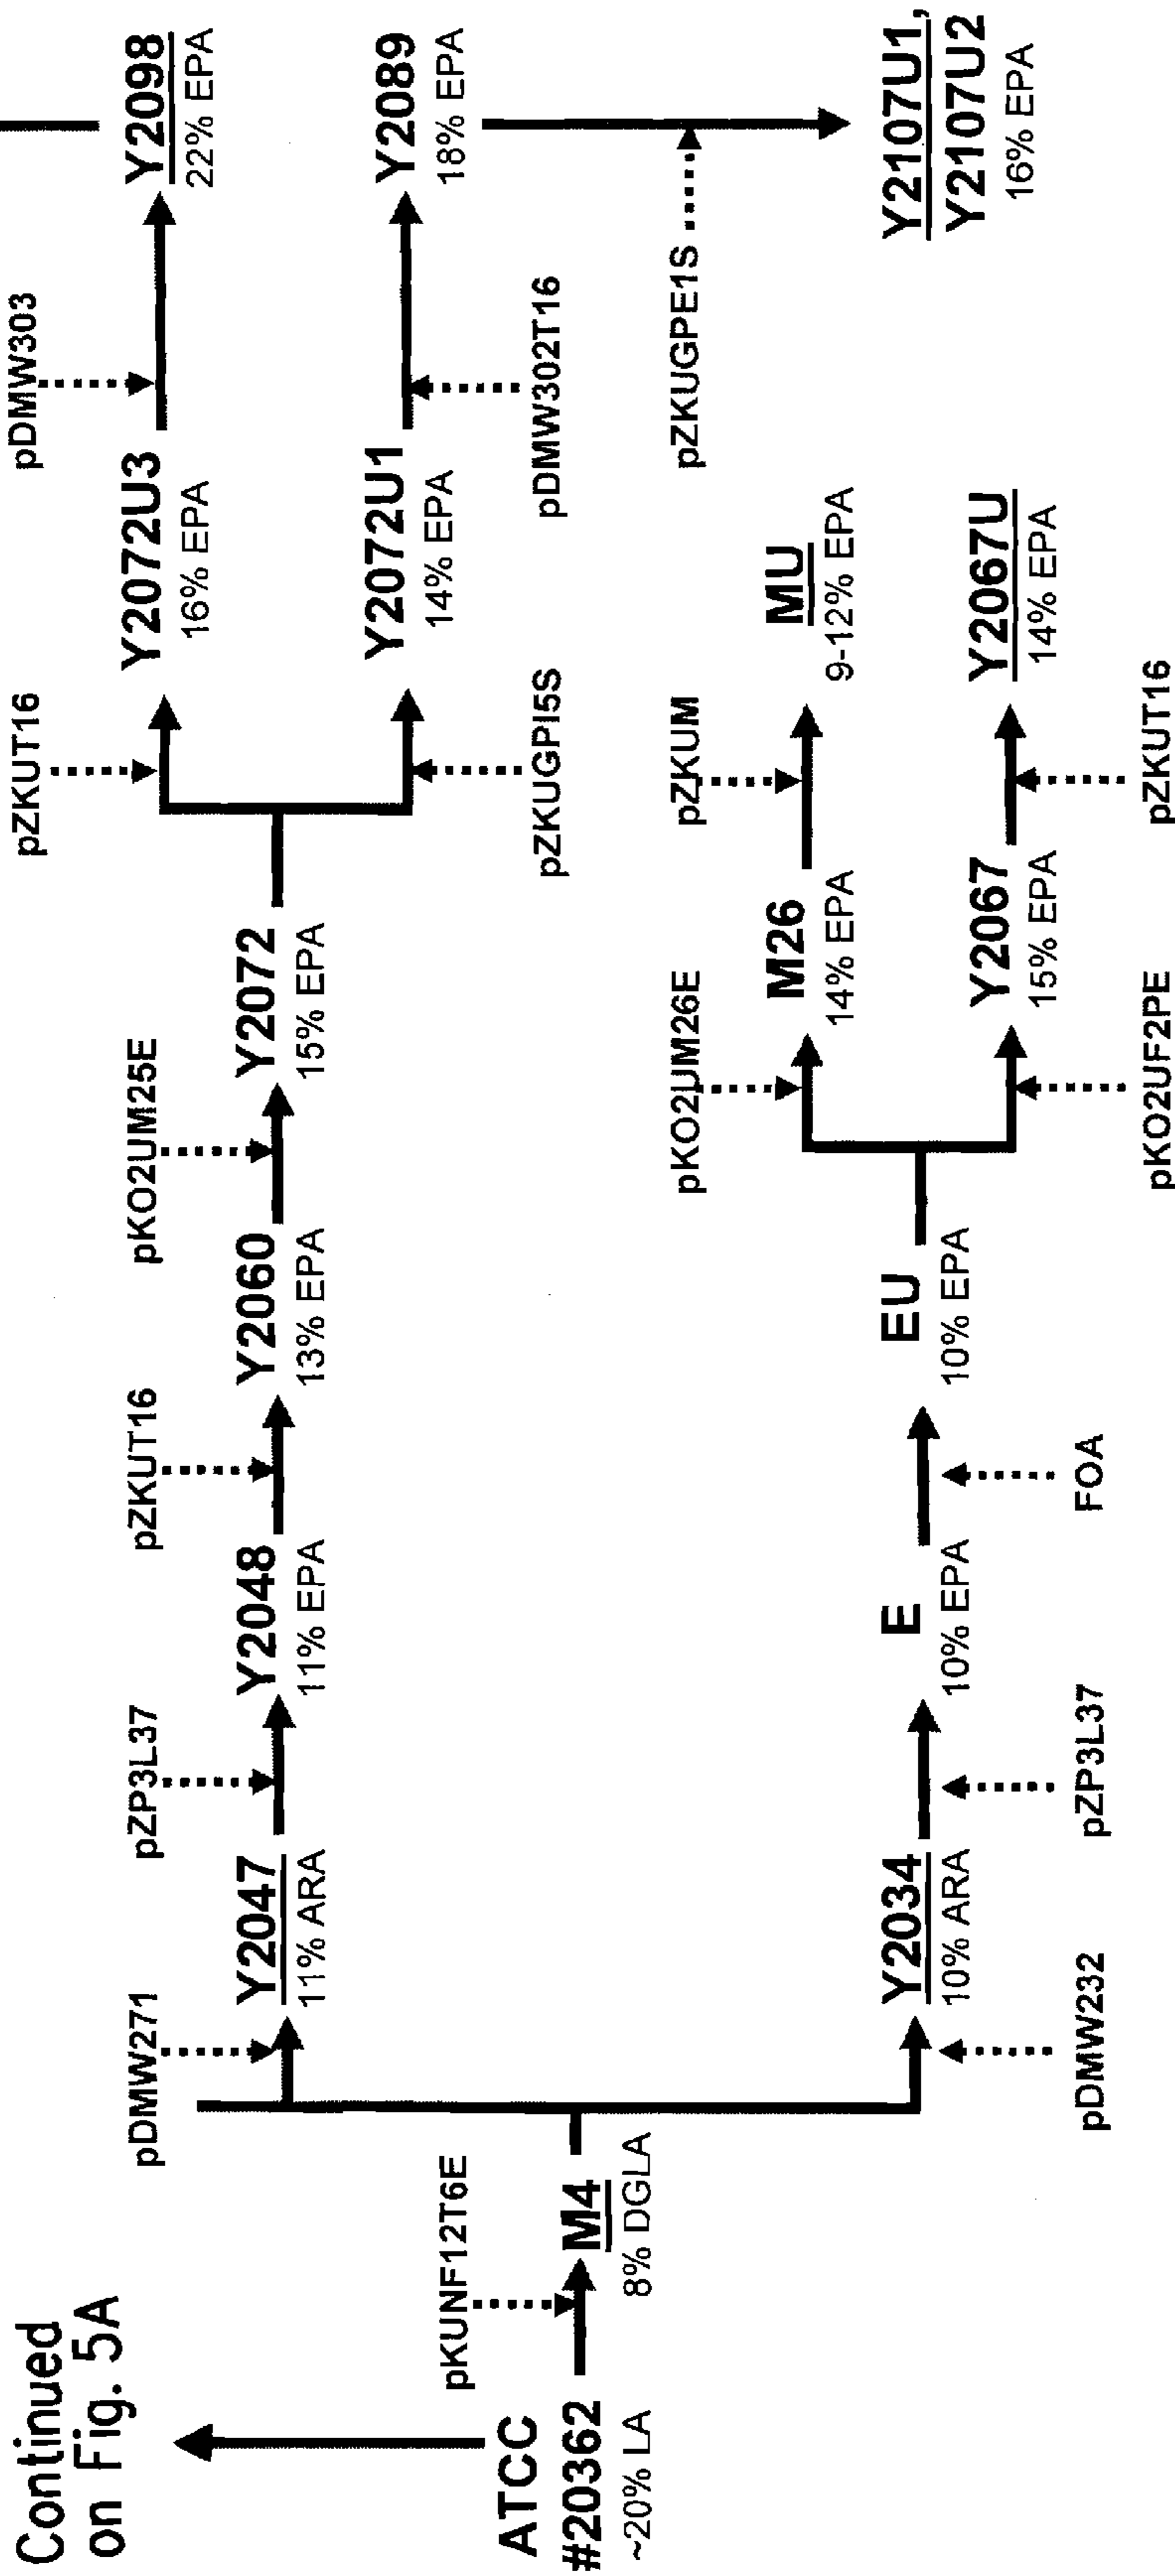 Continued
on Fig. 5A
ATCC
#20362
~20% LA
pKUNF12T6E
M4
8% DGLA
pDMW271
Y2047
11% ARA
pZP3L37
Y2048
11% EPA
pZKUT16
Y2060
13% EPA
pKO2UM25E
Y2072
15% EPA
pZKUT16
Y2072U3
16% EPA
pDMW303
Y2098
22% EPA
pZKUGPI5S
Y2072U1
14% EPA
pDMW302T16
Y2089
18% EPA
pZKUGPE1S
Y2107U1,
Y2107U2
16% EPA
pDMW232
Y2034
10% ARA
pZP3L37
E
10% EPA
FOA
EU
10% EPA
pKO2UM26E
M26
14% EPA
pZKUM
MU
9-12% EPA
pKO2UF2PE
Y2067
15% EPA
pZKUT16
Y2067U
14% EPA